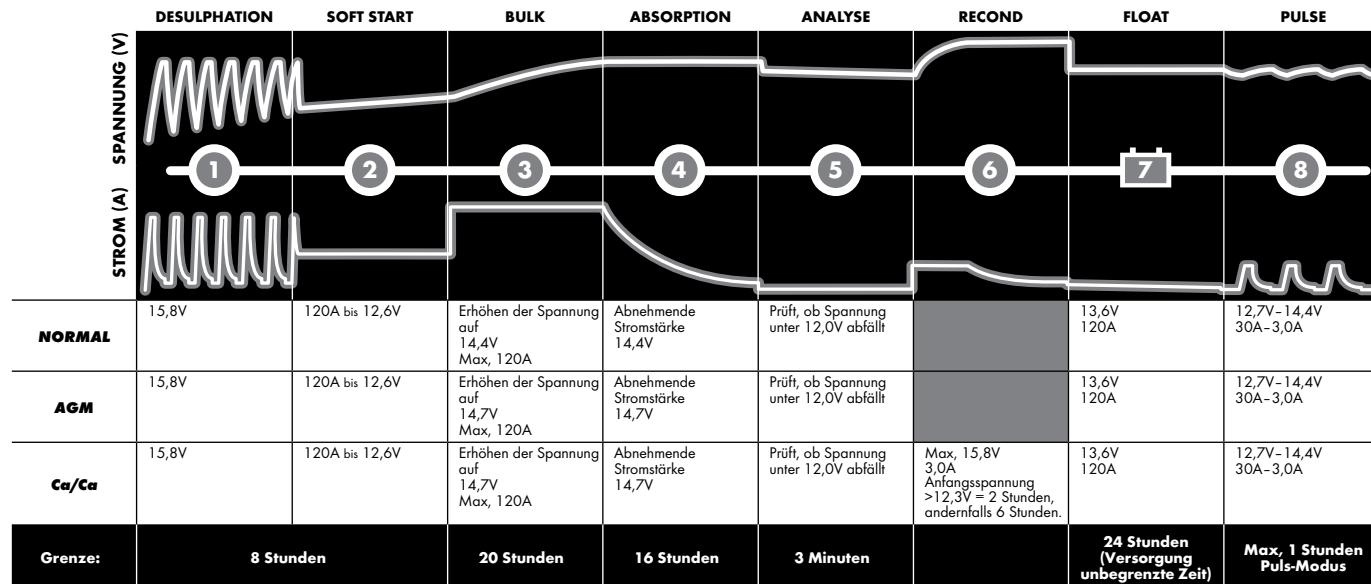 DESULPHATION SOFT START BULK ABSORPTION ANALYSE RECOND FLOAT PULSE
SPANNUNG (V)
STROM (A)
1 2 3 4 5 6 7 8
NORMAL
15,8V
120A bis 12,6V
Erhöhen der Spannung
auf
14,4V
Max, 120A
Abnehmende
Stromstärke
14,4V
Prüft, ob Spannung
unter 12,0V abfällt
13,6V
120A
12,7V–14,4V
30A–3,0A
AGM
15,8V
120A bis 12,6V
Erhöhen der Spannung
auf
14,7V
Max, 120A
Abnehmende
Stromstärke
14,7V
Prüft, ob Spannung
unter 12,0V abfällt
13,6V
120A
12,7V–14,4V
30A–3,0A
Ca/Ca
15,8V
120A bis 12,6V
Erhöhen der Spannung
auf
14,7V
Max, 120A
Abnehmende
Stromstärke
14,7V
Prüft, ob Spannung
unter 12,0V abfällt
Max, 15,8V
3,0A
Anfangsspannung
>12,3V = 2 Stunden,
andernfalls 6 Stunden.
13,6V
120A
12,7V–14,4V
30A–3,0A
Grenze:
8 Stunden
20 Stunden
16 Stunden
3 Minuten
24 Stunden
(Versorgung
unbegrenzte Zeit)
Max, 1 Stunden
Puls-Modus